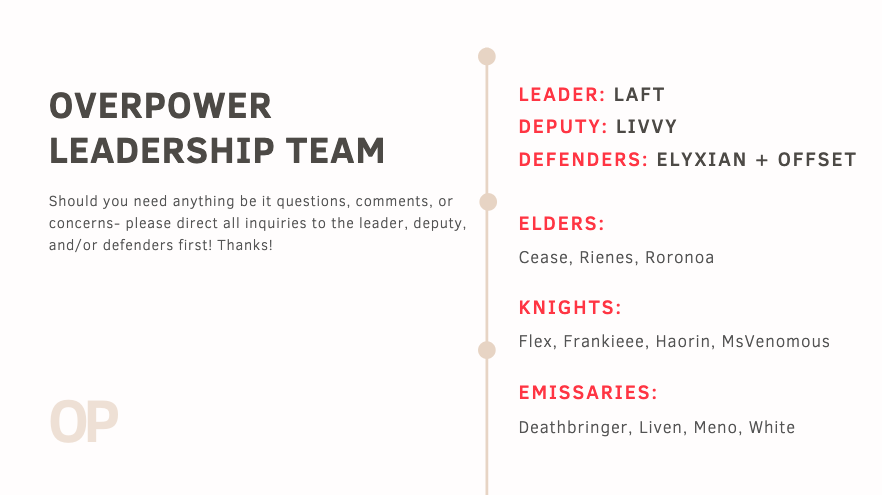 OVERPOWER
LEADERSHIP TEAM
Should you need anything be it questions, comments, or
concerns- please direct all inquiries to the leader, deputy,
and/or defenders first! Thanks!
OP
LEADER: LAFT
DEPUTY: LIVVY
DEFENDERS: ELYXIAN + OFFSET
ELDERS:
Cease, Rienes, Roronoa
KNIGHTS:
Flex, Frankieee, Haorin, MsVenomous
EMISSARIES:
Deathbringer, Liven, Meno, White